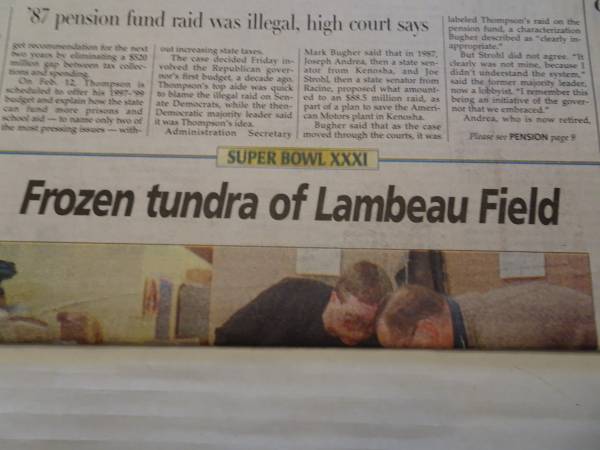 '87 pension fund raid was illegal, high court says
get recommendation for the next
two years by eliminating a $520
million gap between tax collec-
tions and spending.
On Feb. 12, Thompson is
scheduled to offer his 1997-'99
budget and explain how the state
can fund more prisons and
school aid — to name only two of
the most pressing issues — with-
out increasing state taxes.
The case decided Friday in-
volved the Republican gover-
nor's first budget, a decade ago.
Thompson's top aide was quick
to blame the illegal raid on Sen-
ate Democrats, while the then-
Democratic majority leader said
it was Thompson's idea.
Administration Secretary
Mark Bugher said that in 1987,
Joseph Andrea, then a state sen-
ator from Kenosha, and Joe
Strohl, then a state senator from
Racine, proposed what amount-
ed to an $88.5 million raid, as
part of a plan to save the Ameri-
can Motors plant in Kenosha.
Bugher said that as the case
moved through the courts, it was
labeled Thompson's raid on the
pension fund, a characterization
Bugher described as "clearly in-
appropriate."
But Strohl did not agree. "It
clearly was not mine, because I
didn't understand the system,"
said the former majority leader,
now a lobbyist. "I remember this
being an initiative of the gover-
nor that we embraced."
Andrea, who is now retired,
Please see PENSION page 9
SUPER BOWL XXXI
Frozen tundra of Lambeau Field